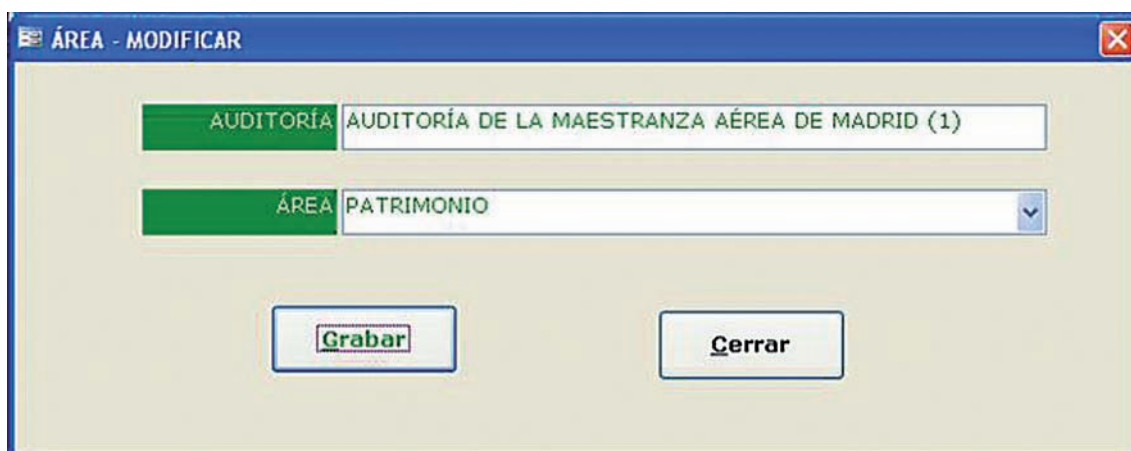 ÁREA - MODIFICAR
AUDITORÍA AUDITORÍA DE LA MAESTRANZA AÉREA DE MADRID (1)
ÁREA PATRIMONIO
Grabar Cerrar